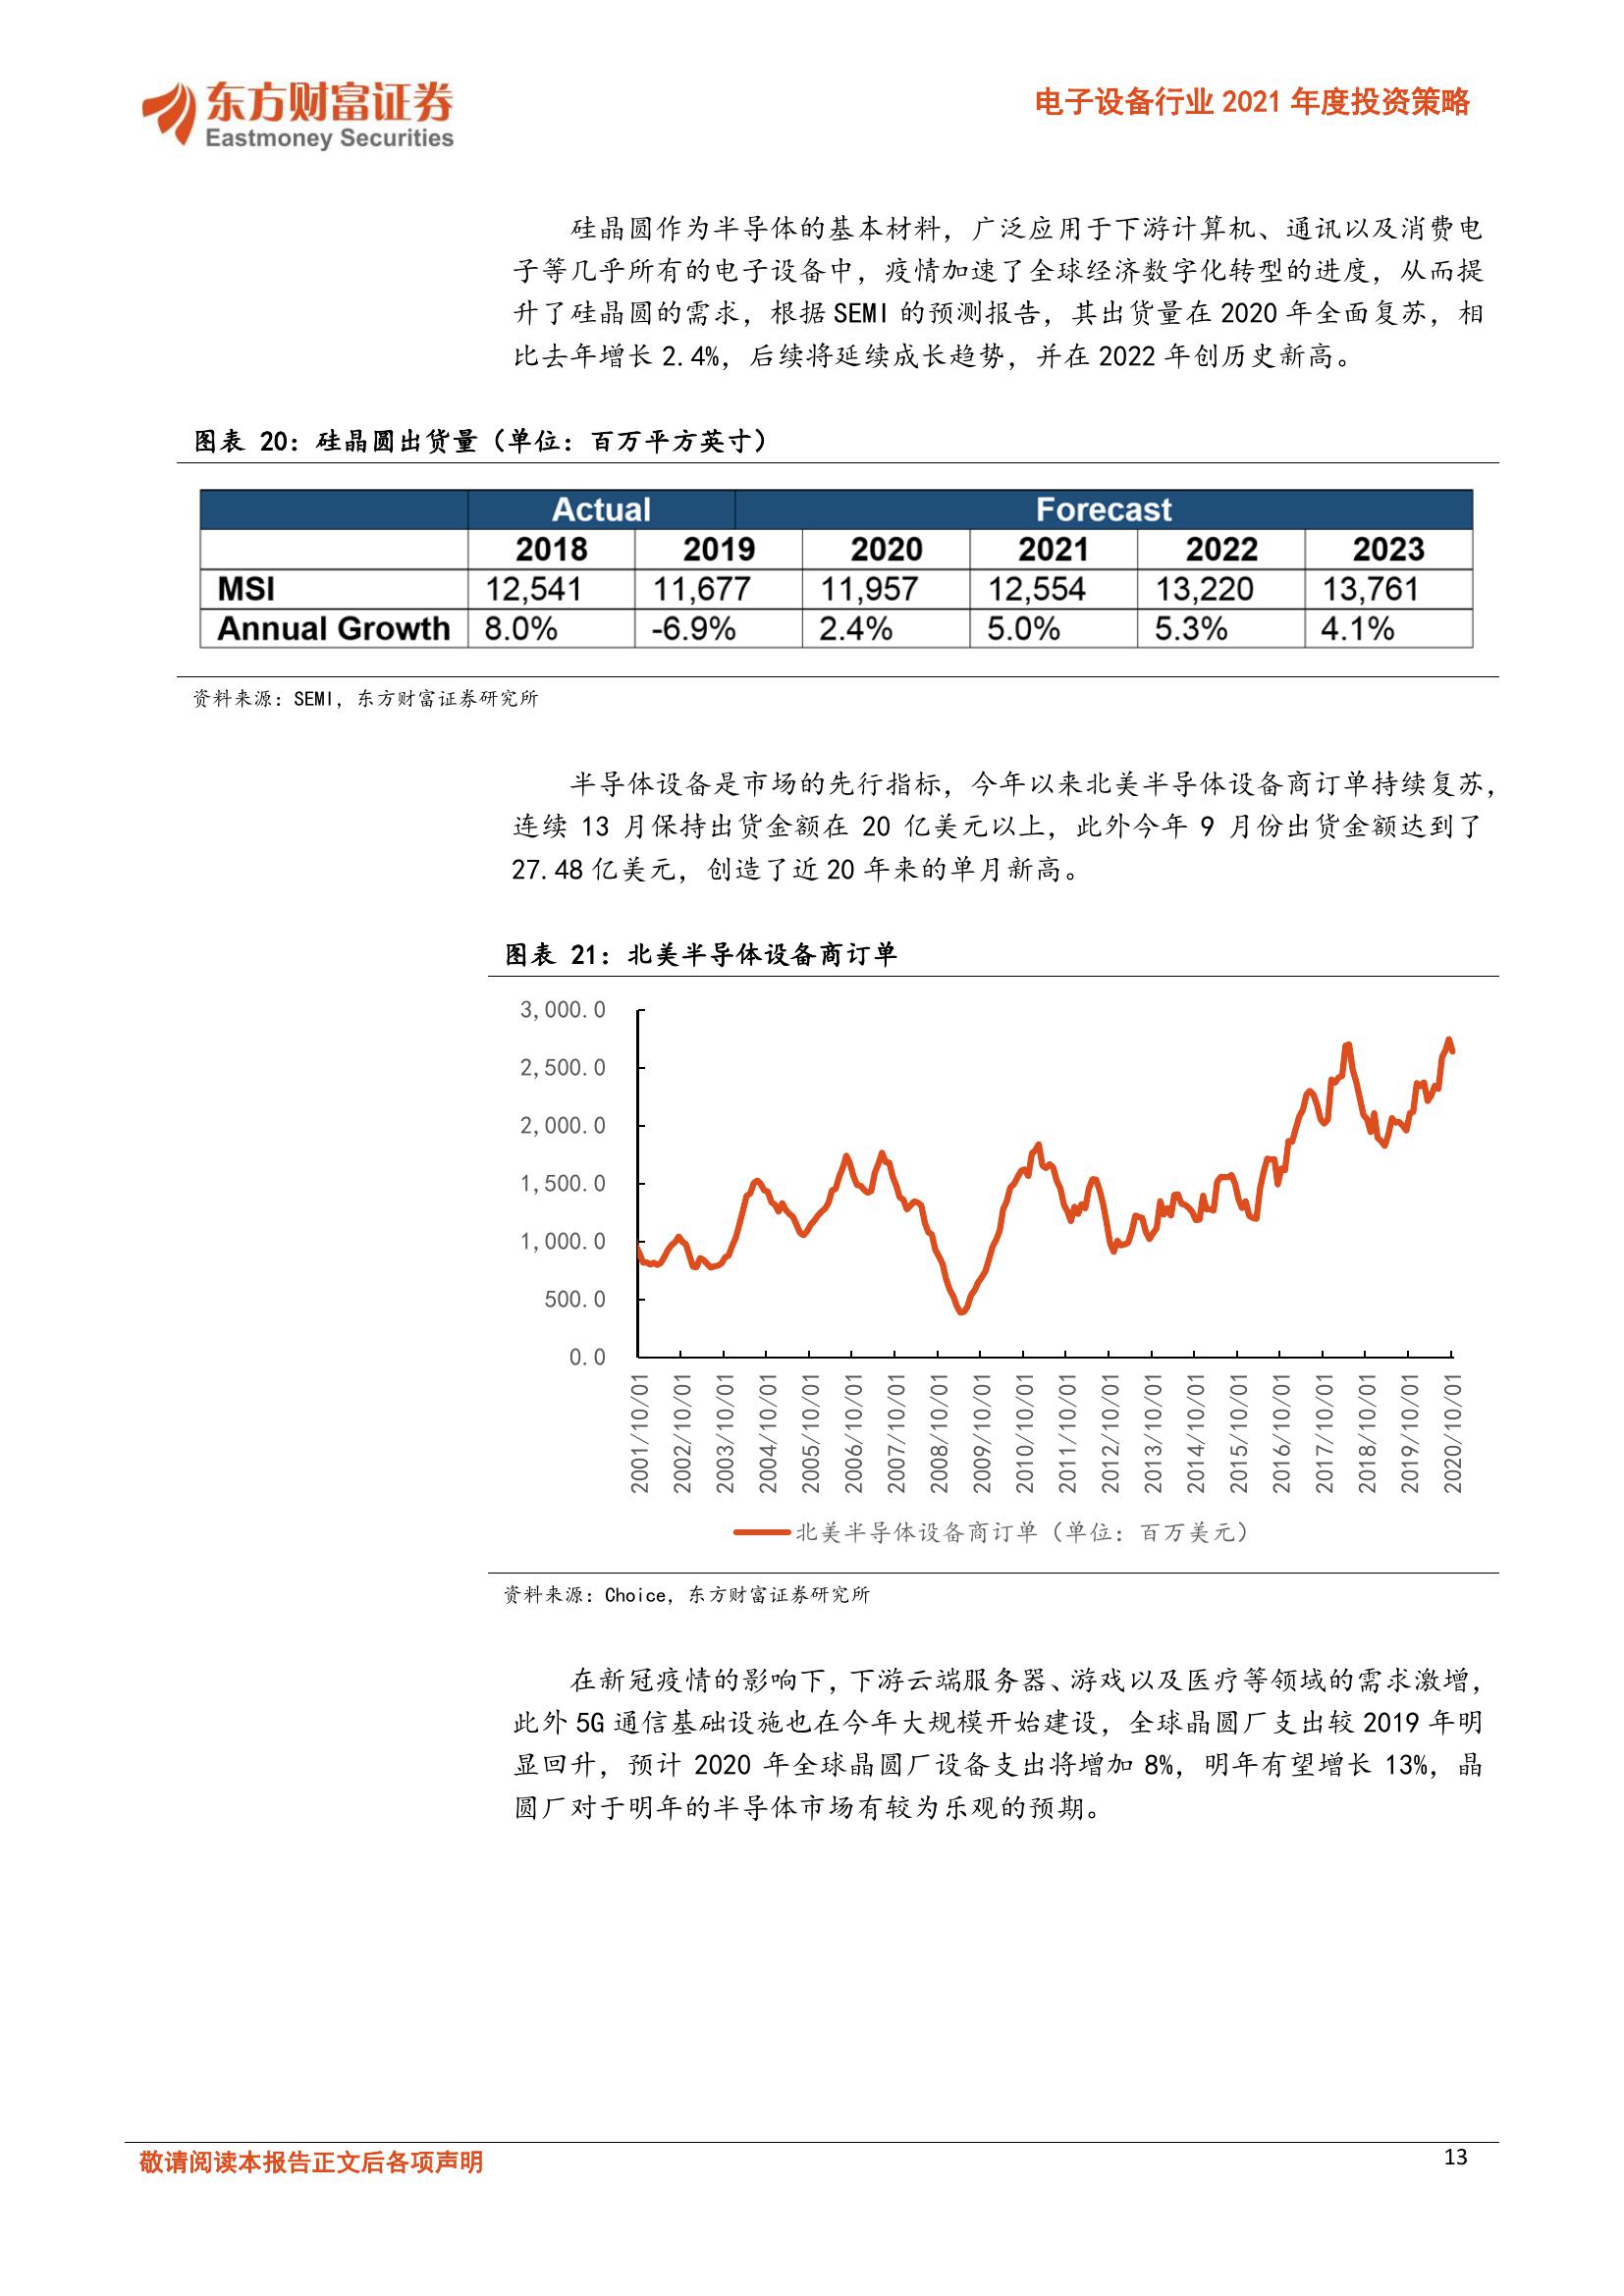 东方财富证券
Eastmoney Securities
电子设备行业 2021 年度投资策略
硅晶圆作为半导体的基本材料，广泛应用于下游计算机、通讯以及消费电
子等几乎所有的电子设备中，疫情加速了全球经济数字化转型的进度，从而提
升了硅晶圆的需求，根据 SEMI 的预测报告，其出货量在 2020 年全面复苏，相
比去年增长 2.4%，后续将延续成长趋势，并在 2022 年创历史新高。
图表 20：硅晶圆出货量（单位：百万平方英寸）
Actual Forecast
2018 2019 2020 2021 2022 2023
MSI 12,541 11,677 11,957 12,554 13,220 13,761
Annual Growth 8.0% -6.9% 2.4% 5.0% 5.3% 4.1%
资料来源：SEMI，东方财富证券研究所
半导体设备是市场的先行指标，今年以来北美半导体设备商订单持续复苏，
连续 13 月保持出货金额在 20 亿美元以上，此外今年 9 月份出货金额达到了
27.48 亿美元，创造了近 20 年来的单月新高。
图表 21：北美半导体设备商订单
3,000.0
2,500.0
2,000.0
1,500.0
1,000.0
500.0
0.0
2001/10/01
2002/10/01
2003/10/01
2004/10/01
2005/10/01
2006/10/01
2007/10/01
2008/10/01
2009/10/01
2010/10/01
2011/10/01
2012/10/01
2013/10/01
2014/10/01
2015/10/01
2016/10/01
2017/10/01
2018/10/01
2019/10/01
2020/10/01
北美半导体设备商订单（单位：百万美元）
资料来源：Choice，东方财富证券研究所
在新冠疫情的影响下，下游云端服务器、游戏以及医疗等领域的需求激增，
此外 5G 通信基础设施也在今年大规模开始建设，全球晶圆厂支出较 2019 年明
显回升，预计 2020 年全球晶圆厂设备支出将增加 8%，明年有望增长 13%，晶
圆厂对于明年的半导体市场有较为乐观的预期。
敬请阅读本报告正文后各项声明
13